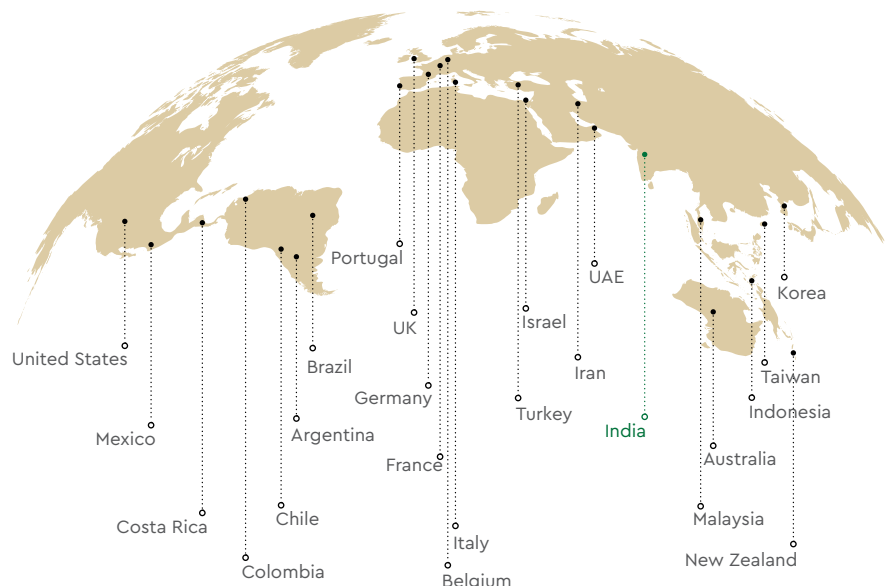 Portugal
UAE
Korea
UK
Israel
United States
Brazil
Iran
Taiwan
Germany
Turkey
Indonesia
Mexico
Argentina
India
France
Australia
Costa Rica
Chile
Malaysia
Italy
New Zealand
Colombia
Belgium